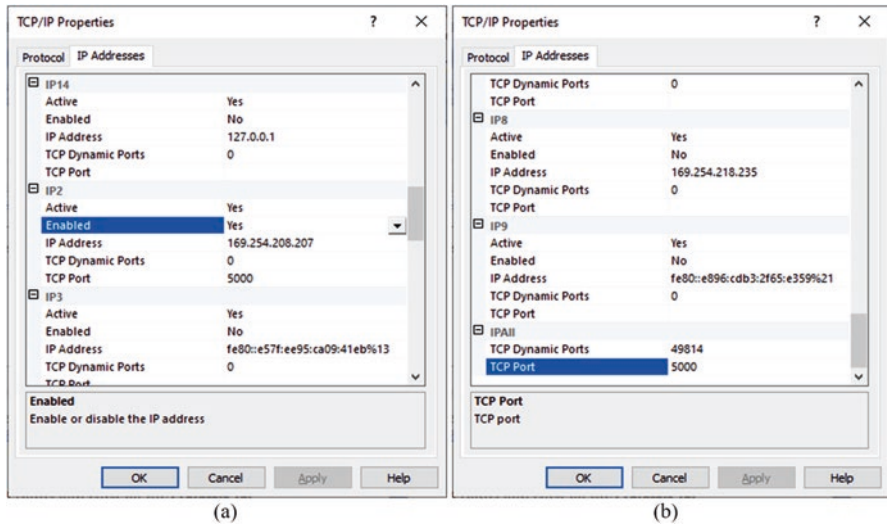 TCP/IP Properties ? ×
Protocol IP Addresses
IP14
Active Yes
Enabled No
IP Address 127.0.0.1
TCP Dynamic Ports 0
TCP Port
IP2
Active Yes
Enabled Yes
IP Address 169.254.208.207
TCP Dynamic Ports 0
TCP Port 5000
IP3
Active Yes
Enabled No
IP Address fe80::e57f:ee95:ca09:41eb%13
TCP Dynamic Ports 0
TCP Port
Enabled
Enable or disable the IP address
OK Cancel Apply Help
(a)
TCP/IP Properties ? ×
Protocol IP Addresses
TCP Dynamic Ports 0
TCP Port
IP8
Active Yes
Enabled No
IP Address 169.254.218.235
TCP Dynamic Ports 0
TCP Port
IP9
Active Yes
Enabled No
IP Address fe80::e896:cdb3:2f65:e359%21
TCP Dynamic Ports 0
TCP Port
IPAll
TCP Dynamic Ports 49814
TCP Port 5000
TCP Port
TCP port
OK Cancel Apply Help
(b)